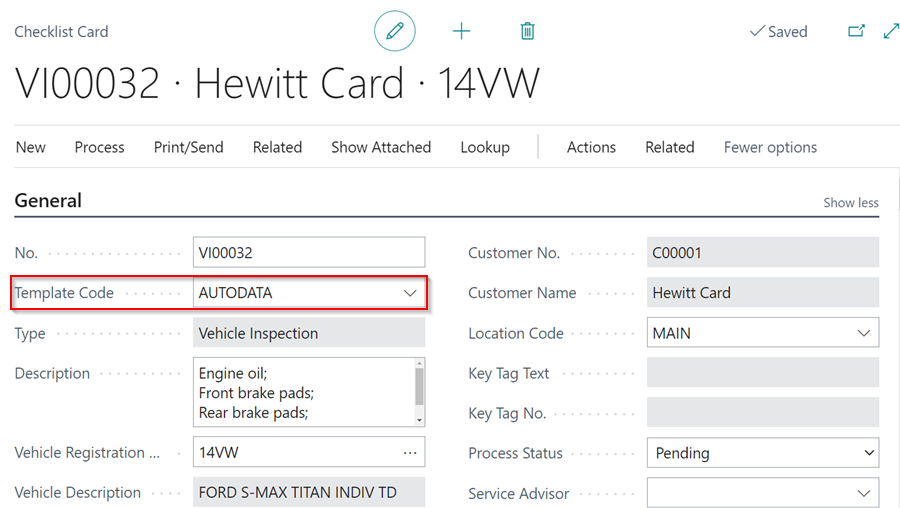 Checklist Card
Saved
VI00032 · Hewitt Card · 14VW
New Process Print/Send Related Show Attached Lookup Actions Related Fewer options
General
Show less
No. VI00032
Template Code AUTODATA
Type Vehicle Inspection
Description Engine oil;
Front brake pads;
Rear brake pads;
Vehicle Registration ... 14VW ...
Vehicle Description FORD S-MAX TITAN INDIV TD
Customer No. C00001
Customer Name Hewitt Card
Location Code MAIN
Key Tag Text
Key Tag No.
Process Status Pending
Service Advisor